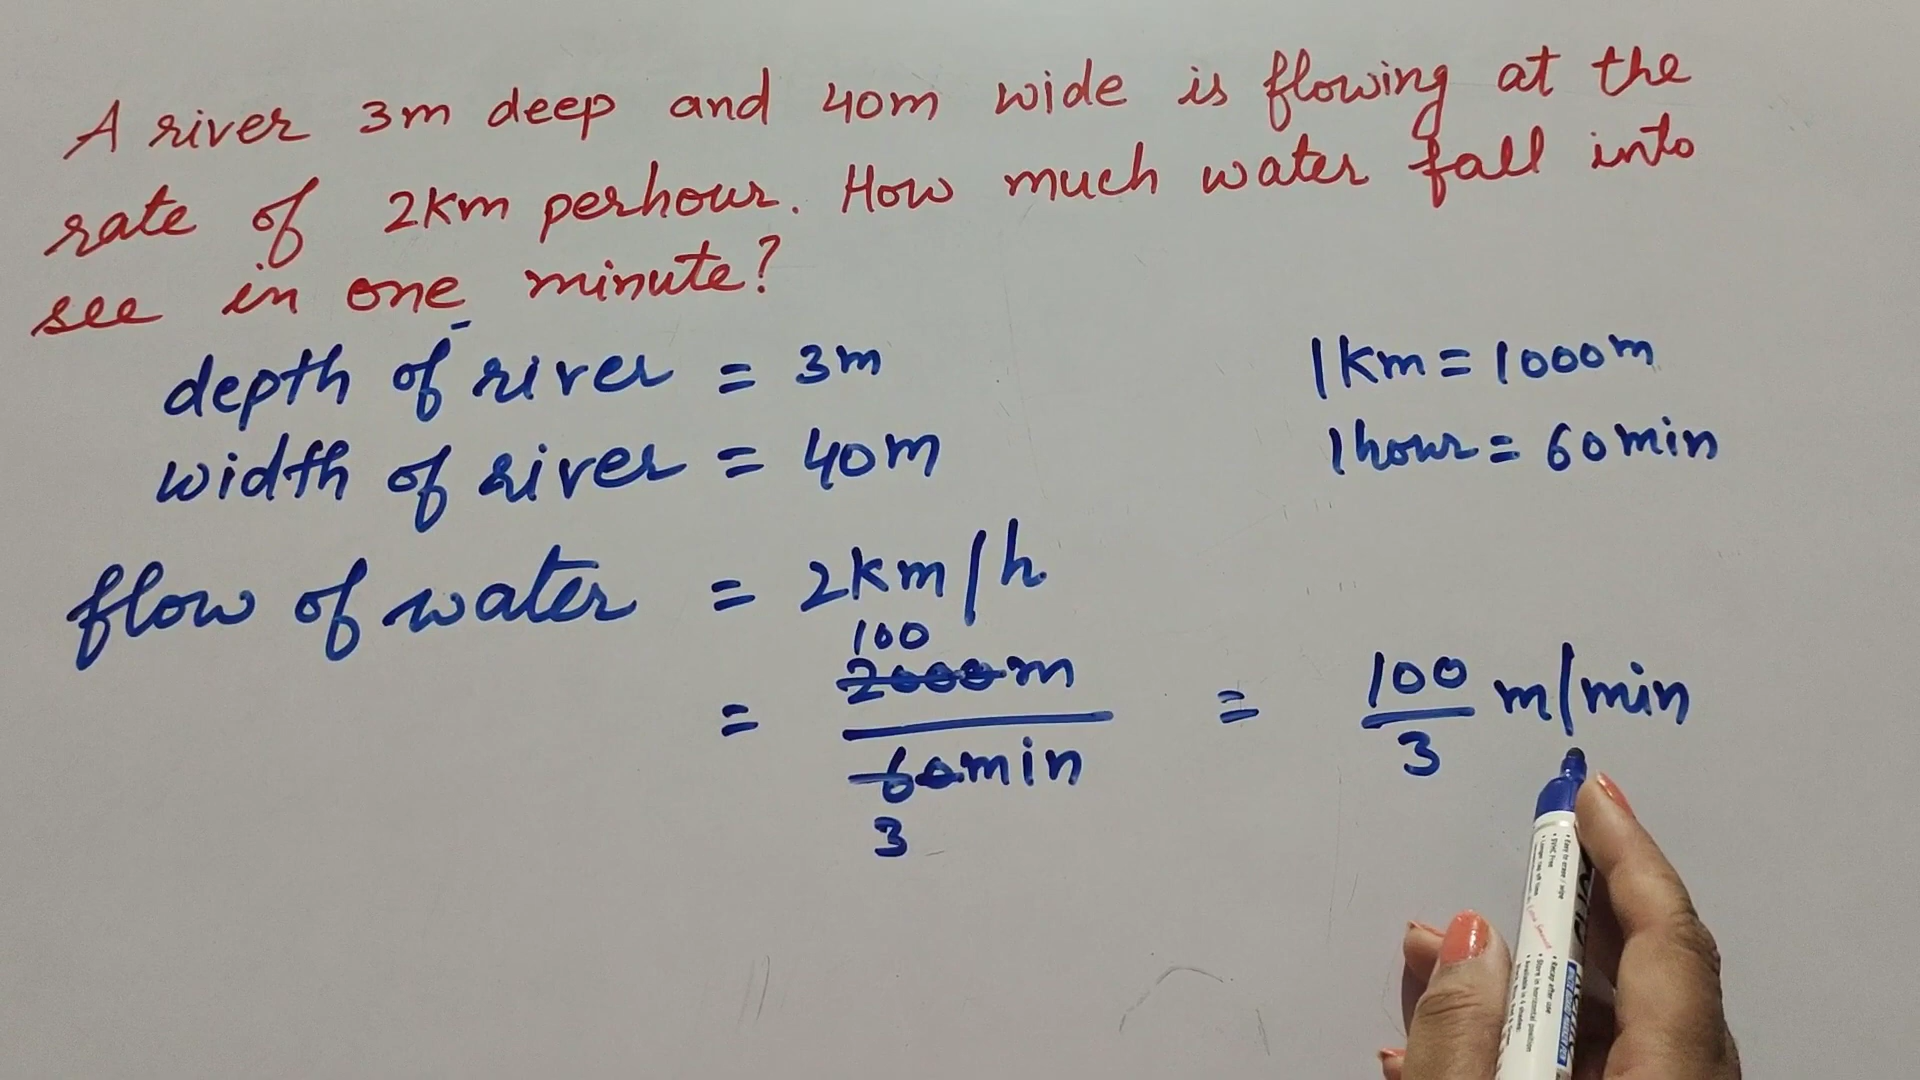 A river 3m deep and 40m wide is flowing at the
rate of 2Km perhour. How much water fall into
see in one minute?
depth of river = 3m
1Km = 1000m
width of river = 40m
1hour = 60min
flow of water = 2Km/h
100
= 2000m / 60min = 100/3 m/min
3